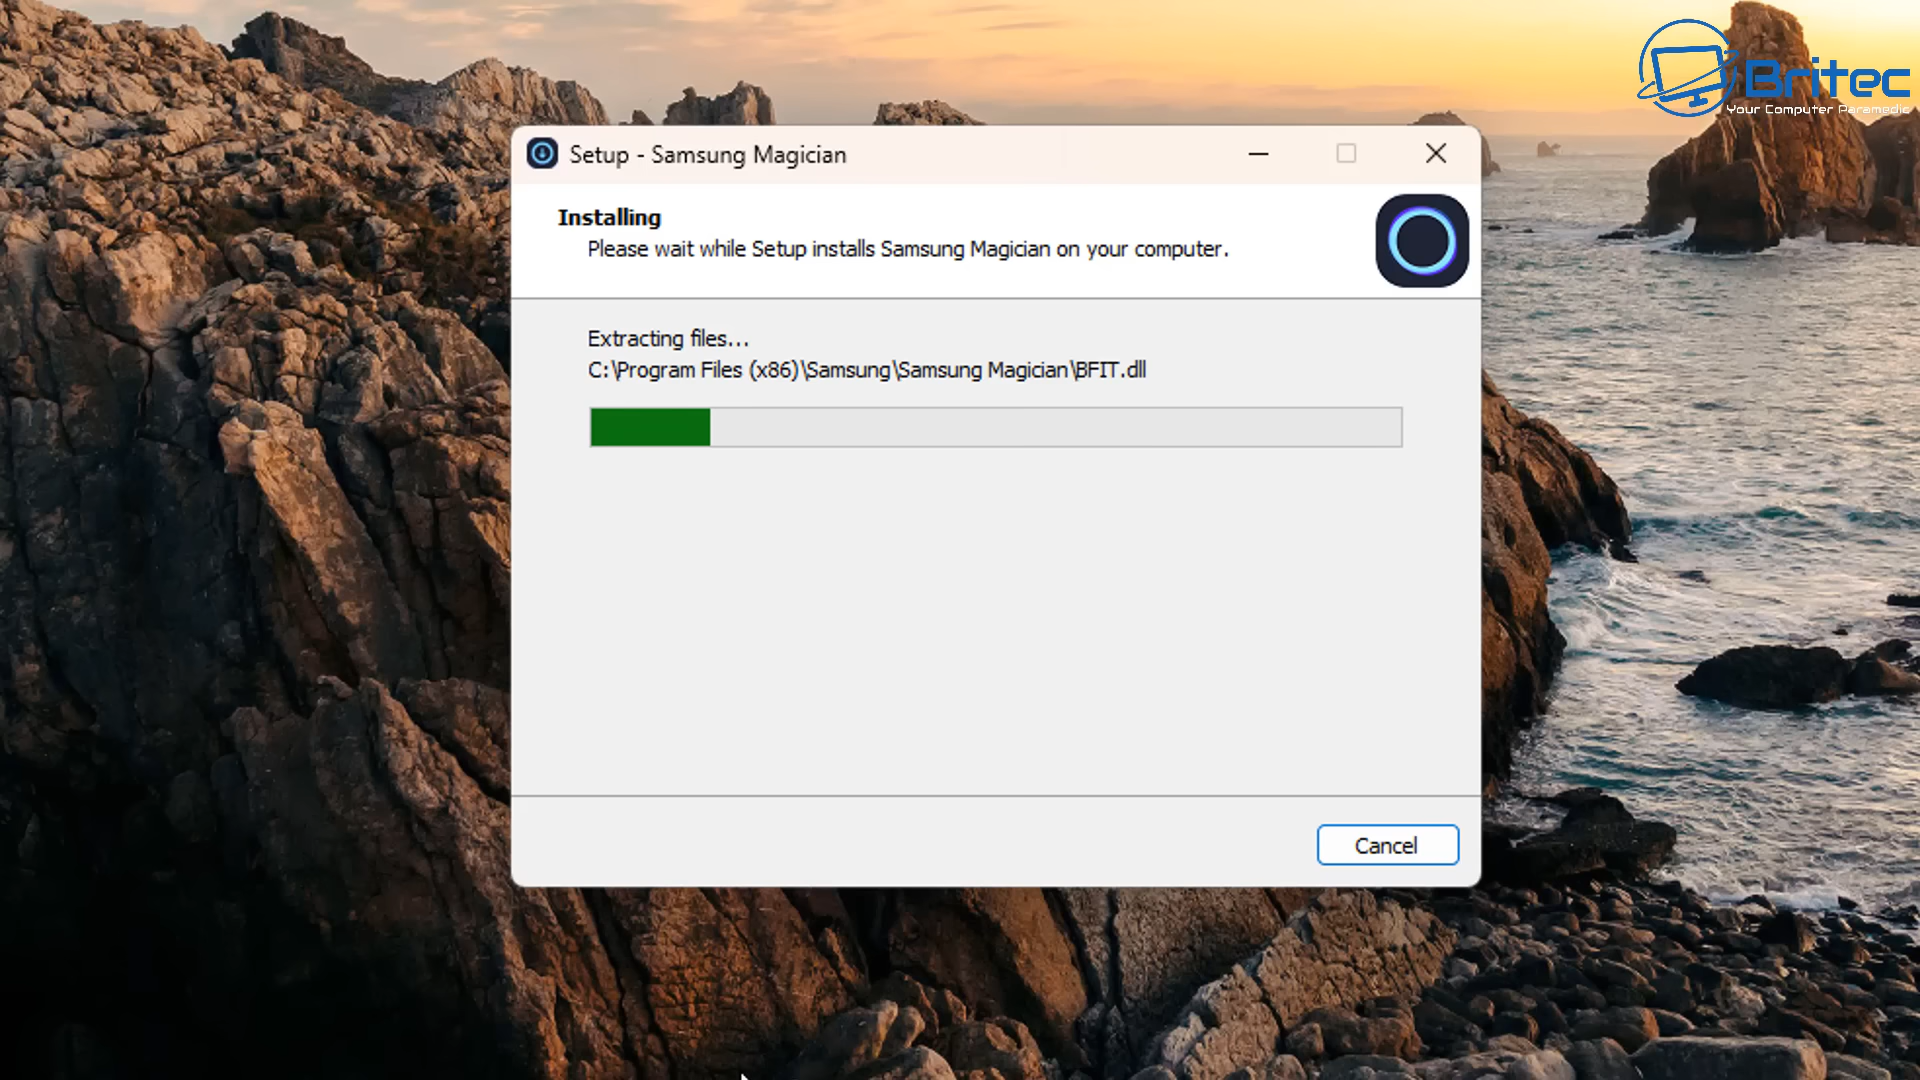 Britec
Your Computer Paramedic
Setup - Samsung Magician
Installing
Please wait while Setup installs Samsung Magician on your computer.
Extracting files...
C:\Program Files (x86)\Samsung\Samsung Magician\BFIT.dll
Cancel